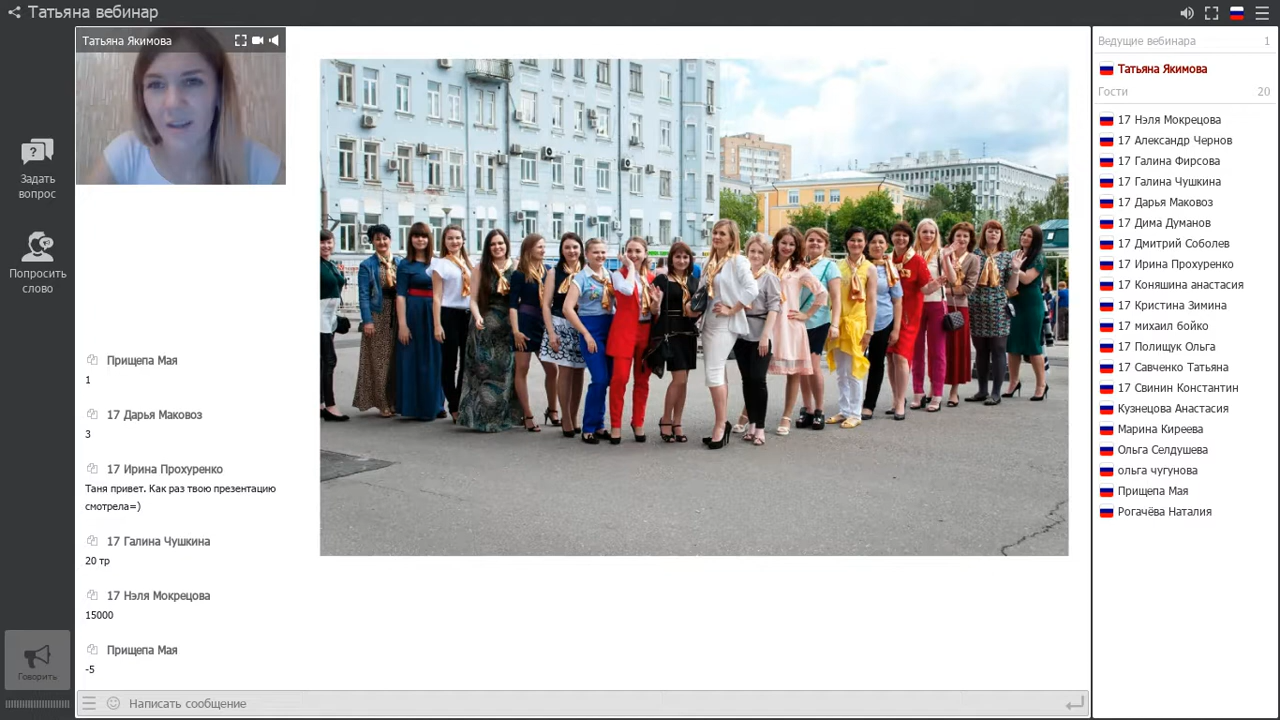 Татьяна вебинар
Татьяна Якимова
Задать
вопрос
Попросить
слово
Говорить
Прищепа Мая
1
17 Дарья Маковоз
3
17 Ирина Прохуренко
Таня привет. Как раз твою презентацию
смотрела=)
17 Галина Чушкина
20 тр
17 Нэля Мокрецова
15000
Прищепа Мая
-5
Написать сообщение
Ведущие вебинара 1
Татьяна Якимова
Гости 20
17 Нэля Мокрецова
17 Александр Чернов
17 Галина Фирсова
17 Галина Чушкина
17 Дарья Маковоз
17 Дима Думанов
17 Дмитрий Соболев
17 Ирина Прохуренко
17 Коняшина анастасия
17 Кристина Зимина
17 михаил бойко
17 Полищук Ольга
17 Савченко Татьяна
17 Свинин Константин
Кузнецова Анастасия
Марина Киреева
Ольга Селдушева
ольга чугунова
Прищепа Мая
Рогачёва Наталия